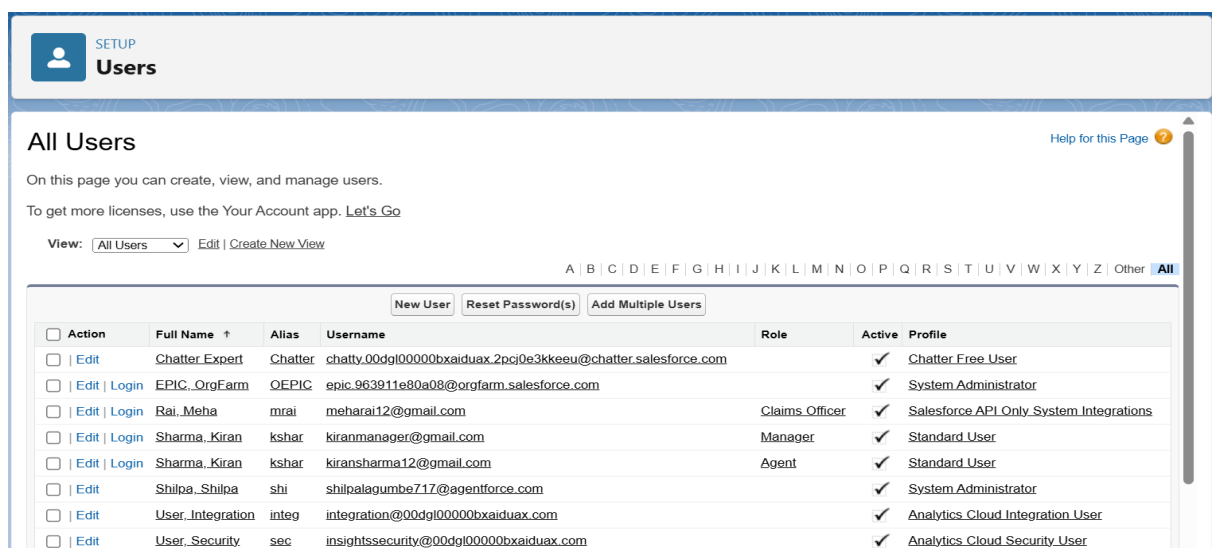 SETUP
Users
All Users
Help for this Page ?
On this page you can create, view, and manage users.
To get more licenses, use the Your Account app. Let's Go
View: All Users Edit | Create New View
A | B | C | D | E | F | G | H | I | J | K | L | M | N | O | P | Q | R | S | T | U | V | W | X | Y | Z | Other All
New User Reset Password(s) Add Multiple Users
Action Full Name ↑ Alias Username Role Active Profile
| Edit Chatter Expert Chatter chatty.00dgl00000bxaiduax.2pcj0e3kkeeu@chatter.salesforce.com ✓ Chatter Free User
| Edit | Login EPIC, OrgFarm OEPIC epic.963911e80a08@orgfarm.salesforce.com ✓ System Administrator
| Edit | Login Rai, Meha mrai meharai12@gmail.com Claims Officer ✓ Salesforce API Only System Integrations
| Edit | Login Sharma, Kiran kshar kiranmanager@gmail.com Manager ✓ Standard User
| Edit | Login Sharma, Kiran kshar kiransharma12@gmail.com Agent ✓ Standard User
| Edit Shilpa, Shilpa shi shilpalagumbe717@agentforce.com ✓ System Administrator
| Edit User, Integration integ integration@00dgl00000bxaiduax.com ✓ Analytics Cloud Integration User
| Edit User, Security sec insightssecurity@00dgl00000bxaiduax.com ✓ Analytics Cloud Security User